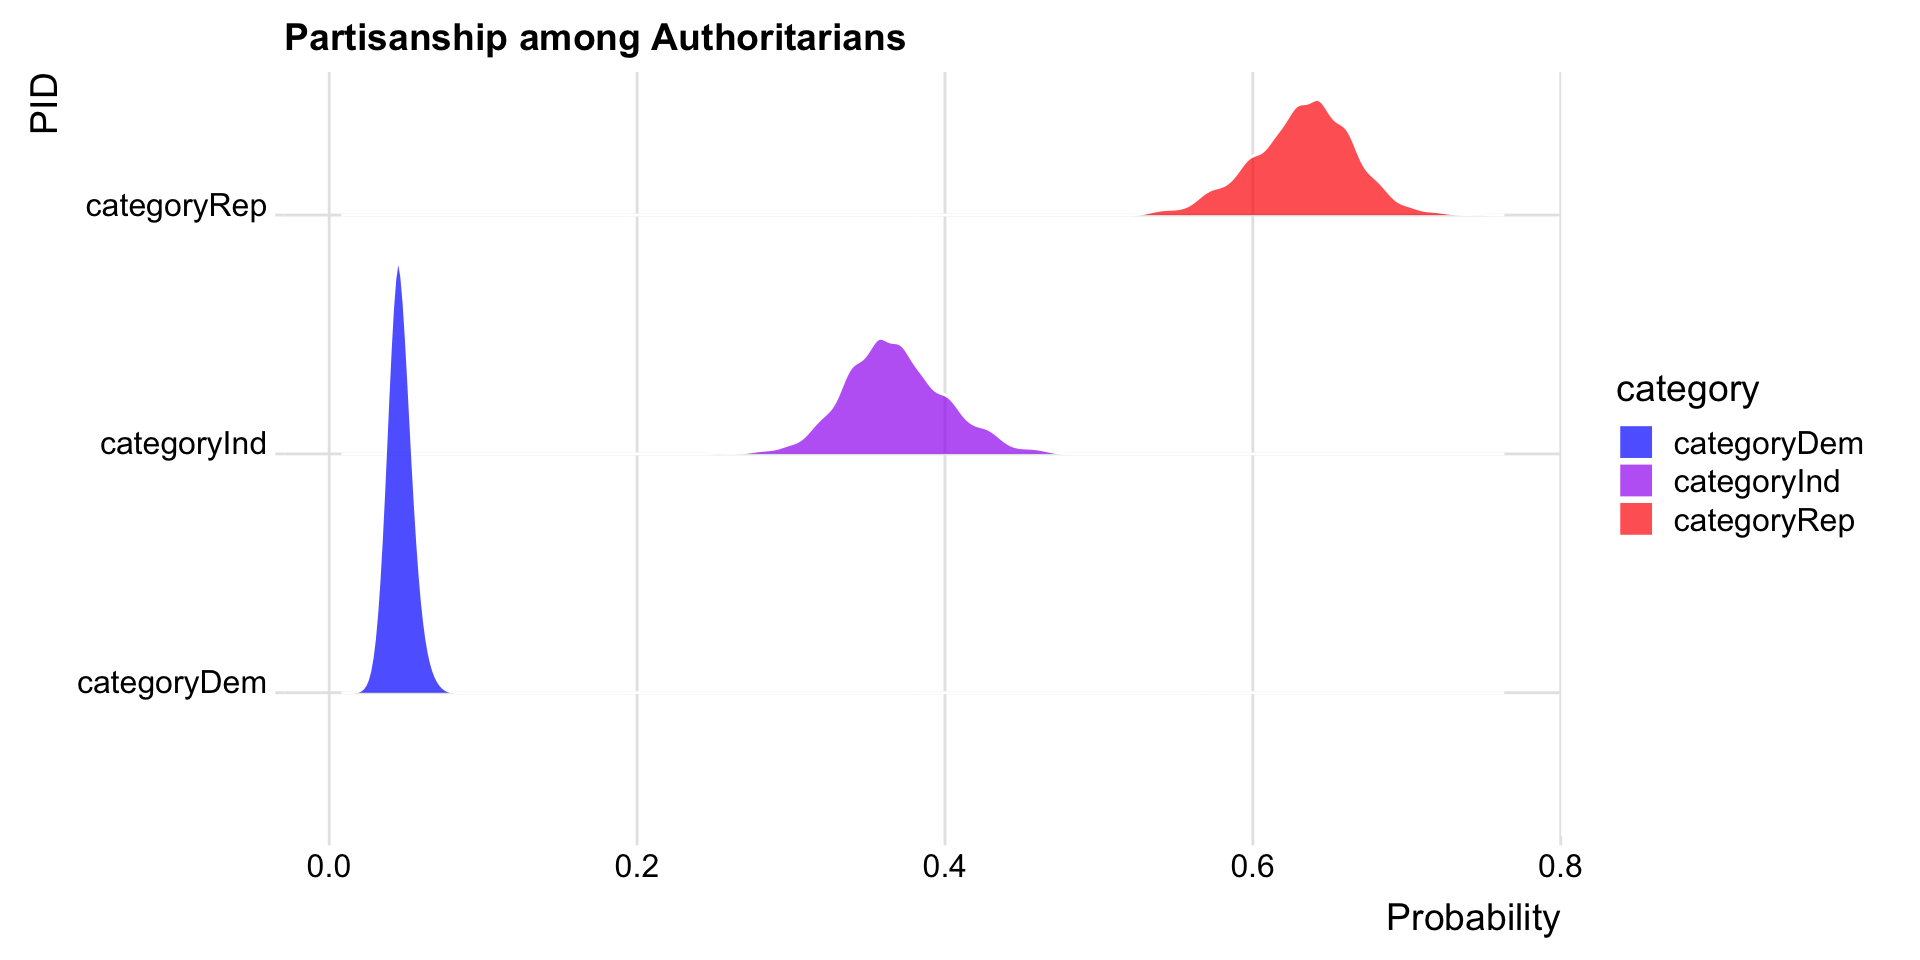 Partisanship among Authoritarians
PID
categoryRep
categoryInd
categoryDem
0.0 0.2 0.4 0.6 0.8
Probability
category
categoryDem
categoryInd
categoryRep